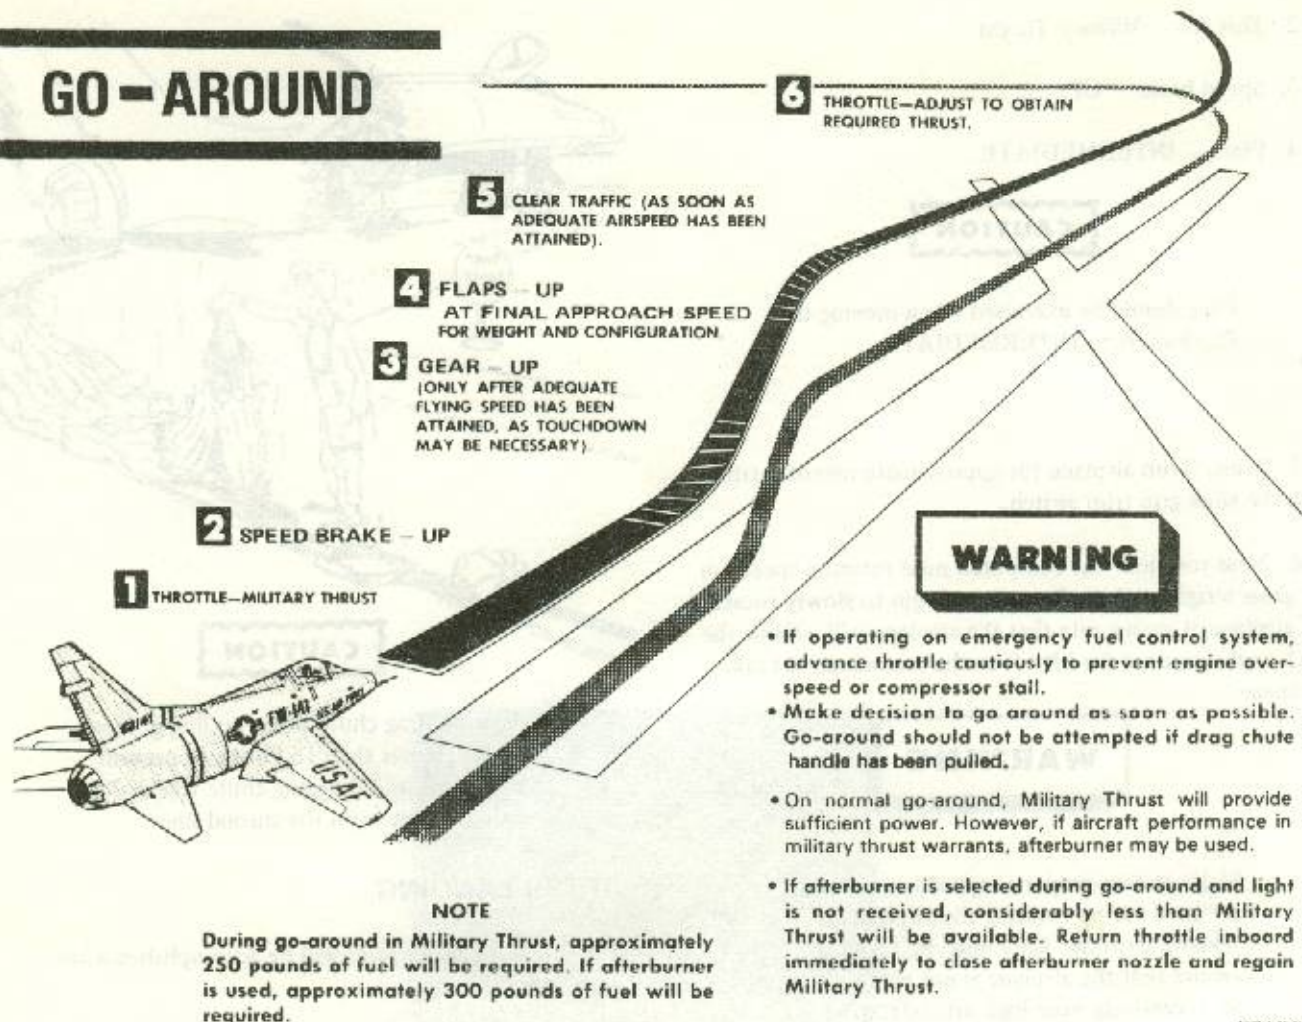 GO-AROUND
6 THROTTLE—ADJUST TO OBTAIN
REQUIRED THRUST.
5 CLEAR TRAFFIC (AS SOON AS
ADEQUATE AIRSPEED HAS BEEN
ATTAINED).
4 FLAPS - UP
AT FINAL APPROACH SPEED
FOR WEIGHT AND CONFIGURATION.
3 GEAR - UP
(ONLY AFTER ADEQUATE
FLYING SPEED HAS BEEN
ATTAINED, AS TOUCHDOWN
MAY BE NECESSARY).
2 SPEED BRAKE - UP
1 THROTTLE—MILITARY THRUST
FW-142
USAF
WARNING
• If operating on emergency fuel control system,
advance throttle cautiously to prevent engine over-
speed or compressor stall.
• Make decision to go around as soon as possible.
Go-around should not be attempted if drag chute
handle has been pulled.
• On normal go-around, Military Thrust will provide
sufficient power. However, if aircraft performance in
military thrust warrants, afterburner may be used.
• If afterburner is selected during go-around and light
is not received, considerably less than Military
Thrust will be available. Return throttle inboard
immediately to close afterburner nozzle and regain
Military Thrust.
NOTE
During go-around in Military Thrust, approximately
250 pounds of fuel will be required. If afterburner
is used, approximately 300 pounds of fuel will be
required.